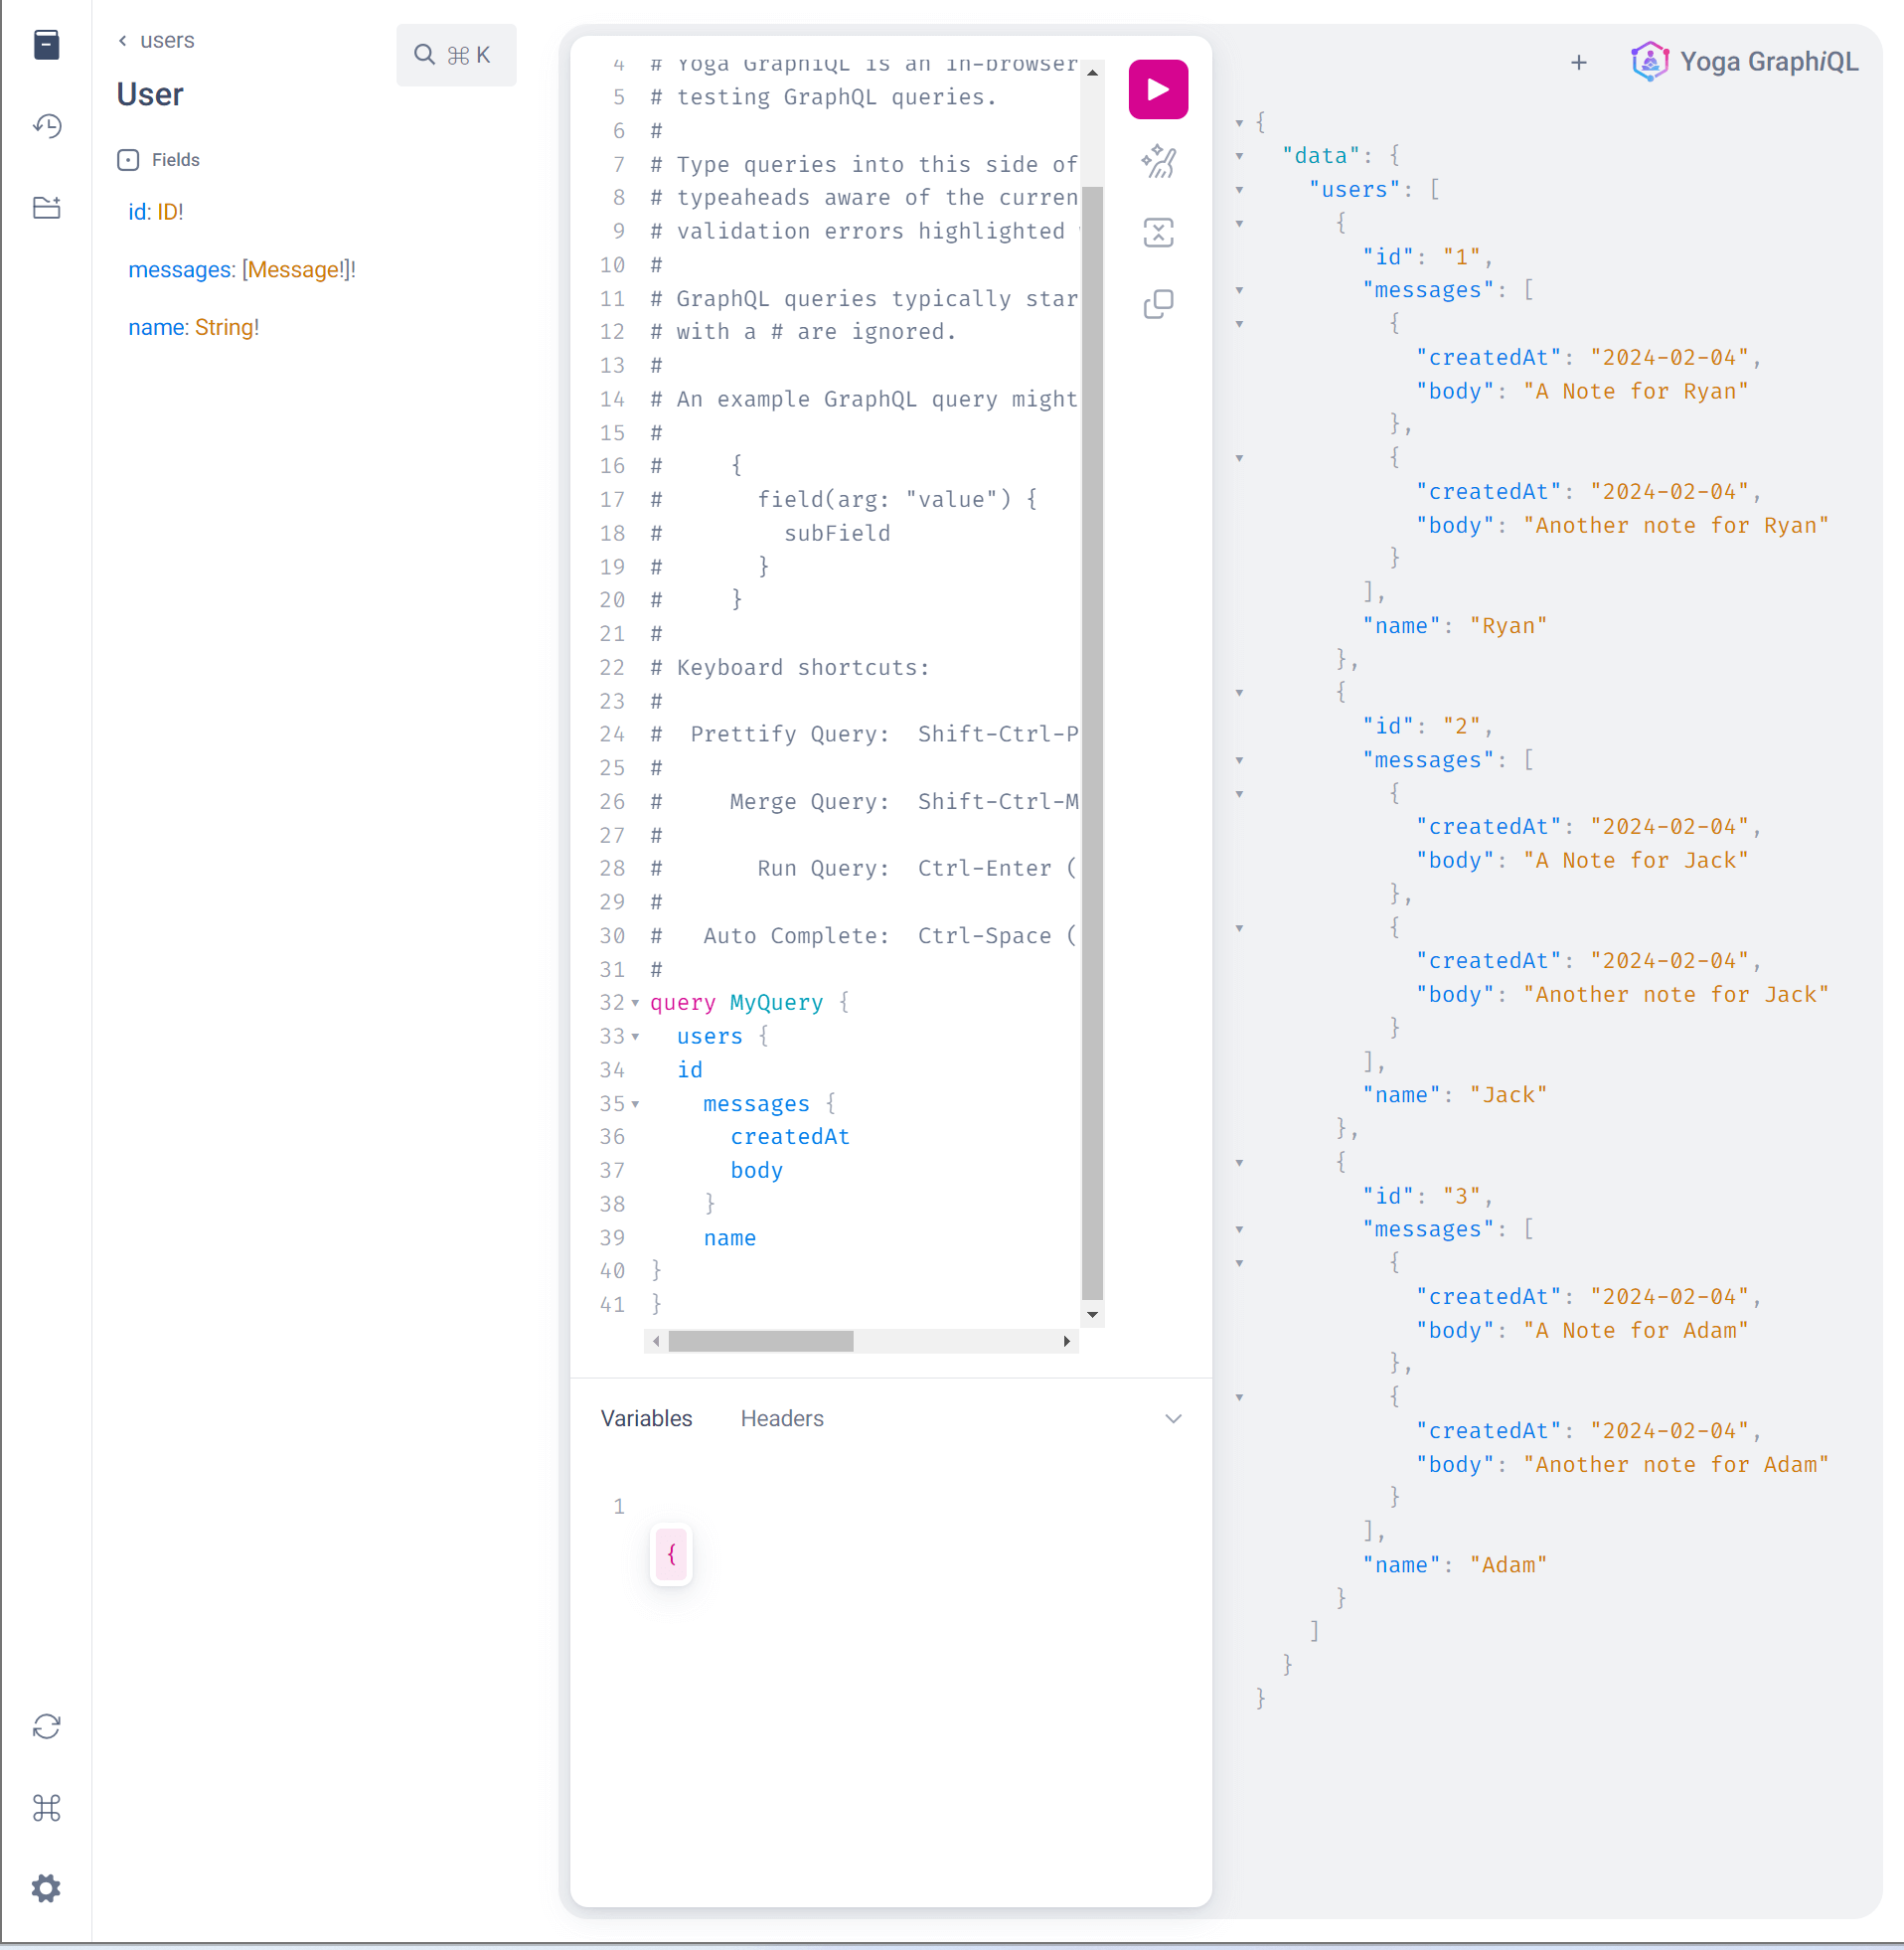 users
⌘ K
User
Fields
id: ID!
messages: [Message!]!
name: String!
4 # Yoga GraphiQL is an in-browser
5 # testing GraphQL queries.
6 #
7 # Type queries into this side of
8 # typeaheads aware of the curren
9 # validation errors highlighted
10 #
11 # GraphQL queries typically star
12 # with a # are ignored.
13 #
14 # An example GraphQL query might
15 #
16 #     {
17 #       field(arg: "value") {
18 #         subField
19 #       }
20 #     }
21 #
22 # Keyboard shortcuts:
23 #
24 #  Prettify Query:  Shift-Ctrl-P
25 #
26 #     Merge Query:  Shift-Ctrl-M
27 #
28 #       Run Query:  Ctrl-Enter (
29 #
30 #   Auto Complete:  Ctrl-Space (
31 #
32 query MyQuery {
33   users {
34   id
35     messages {
36       createdAt
37       body
38     }
39     name
40 }
41 }
Variables Headers
1
{
+ Yoga GraphiQL
{
  "data": {
    "users": [
      {
        "id": "1",
        "messages": [
          {
            "createdAt": "2024-02-04",
            "body": "A Note for Ryan"
          },
          {
            "createdAt": "2024-02-04",
            "body": "Another note for Ryan"
          }
        ],
        "name": "Ryan"
      },
      {
        "id": "2",
        "messages": [
          {
            "createdAt": "2024-02-04",
            "body": "A Note for Jack"
          },
          {
            "createdAt": "2024-02-04",
            "body": "Another note for Jack"
          }
        ],
        "name": "Jack"
      },
      {
        "id": "3",
        "messages": [
          {
            "createdAt": "2024-02-04",
            "body": "A Note for Adam"
          },
          {
            "createdAt": "2024-02-04",
            "body": "Another note for Adam"
          }
        ],
        "name": "Adam"
      }
    ]
  }
}